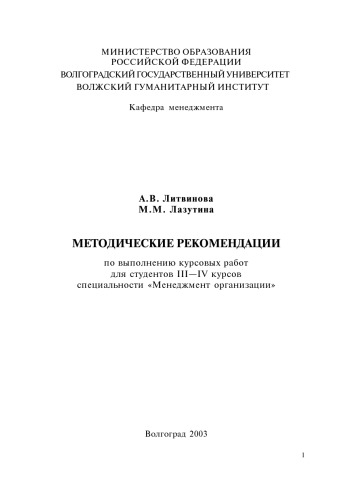 МИНИСТЕРСТВО ОБРАЗОВАНИЯ
РОССИЙСКОЙ ФЕДЕРАЦИИ
ВОЛГОГРАДСКИЙ ГОСУДАРСТВЕННЫЙ УНИВЕРСИТЕТ
ВОЛЖСКИЙ ГУМАНИТАРНЫЙ ИНСТИТУТ
Кафедра менеджмента
А.В. Литвинова
М.М. Лазутина
МЕТОДИЧЕСКИЕ РЕКОМЕНДАЦИИ
по выполнению курсовых работ
для студентов III—IV курсов
специальности «Менеджмент организации»
Волгоград 2003
1